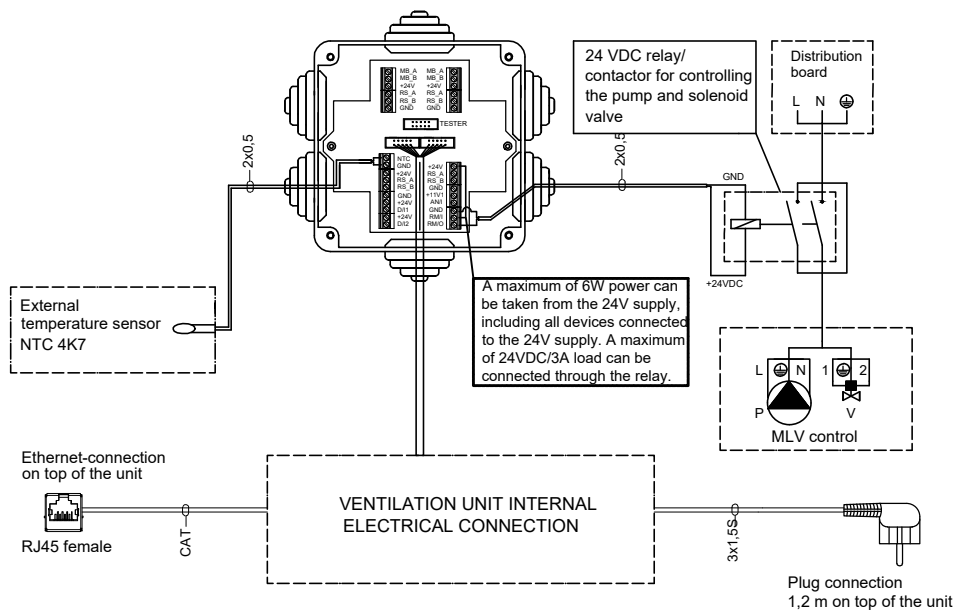 24 VDC relay/
contactor for controlling
the pump and solenoid
valve
Distribution
board
L N
MB_A
MB_B
+24V
RS_A
RS_B
GND
MB_A
MB_B
+24V
RS_A
RS_B
GND
TESTER
NTC
GND
+24V
RS_A
RS_B
GND
+24V
D/I1
+24V
D/I2
+24V
RS_A
RS_B
GND
+11V1
AN/I
GND
RM/I
RM/O
2x0,5
2x0,5
GND
+24VDC
External
temperature sensor
NTC 4K7
A maximum of 6W power can
be taken from the 24V supply,
including all devices connected
to the 24V supply. A maximum
of 24VDC/3A load can be
connected through the relay.
L N 1 2
P V
MLV control
Ethernet-connection
on top of the unit
RJ45 female
CAT
VENTILATION UNIT INTERNAL
ELECTRICAL CONNECTION
3x1,5S
Plug connection
1,2 m on top of the unit